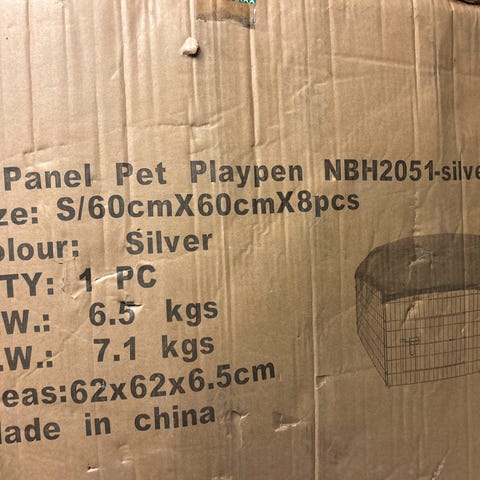 Panel Pet Playpen NBH2051-silve
ze: S/60cmX60cmX8pcs
olour: Silver
TY: 1 PC
.W.: 6.5 kgs
.W.: 7.1 kgs
eas:62x62x6.5cm
ade in china